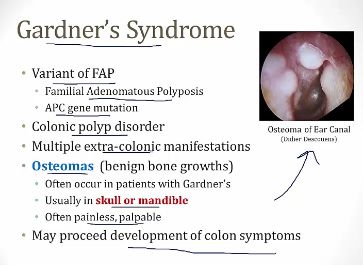 Gardner's Syndrome
• Variant of FAP
• Familial Adenomatous Polyposis
• APC gene mutation
• Colonic polyp disorder
• Multiple extra-colonic manifestations
• Osteomas (benign bone growths)
• Often occur in patients with Gardner's
• Usually in skull or mandible
• Often painless, palpable
• May proceed development of colon symptoms
Osteoma of Ear Canal
(Didier Descouens)